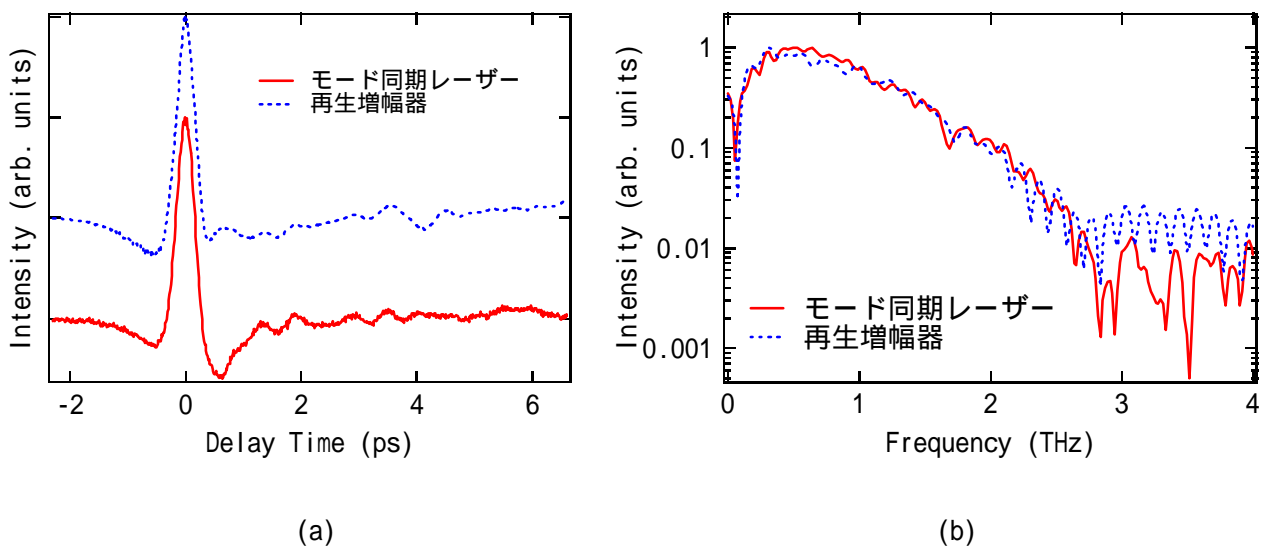 Intensity (arb. units)
モード同期レーザー
再生増幅器
-2
0
2
4
6
Delay Time (ps)
(a)
Intensity (arb. units)
1
0.1
0.01
0.001
モード同期レーザー
再生増幅器
0
1
2
3
4
Frequency (THz)
(b)